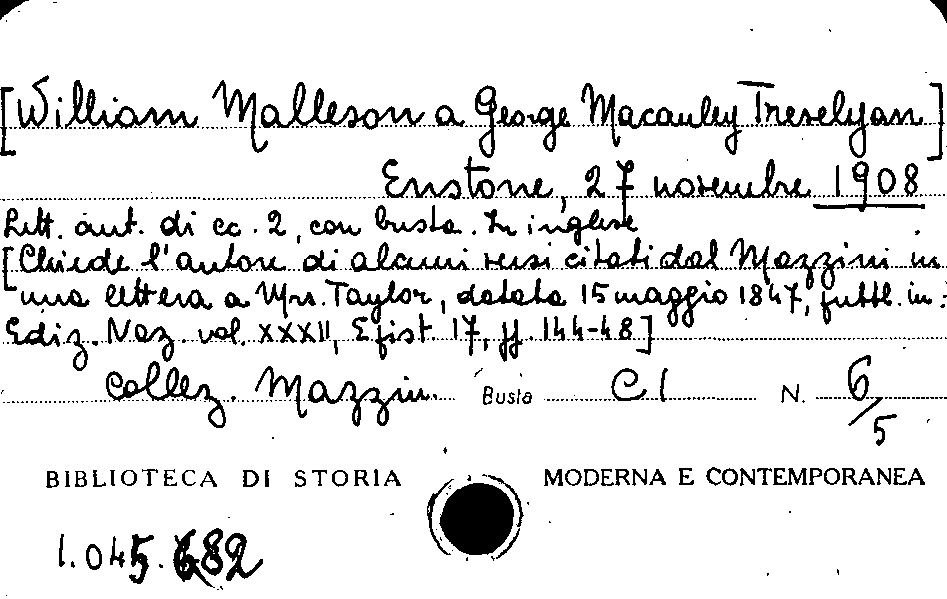 [William Malleson a George Macauley Trevelyan]
Enstone, 27 novembre 1908
Lett. aut. di cc. 2, con busta. In inglese
[Chiede l'autore di alcuni versi citati dal Mazzini in
una lettera a Mrs. Taylor, datata 15 maggio 1847, pubbl. in:
Ediz. Naz. vol. XXXII, Epist. 17, pp. 144-48]
Collez. Mazzini. Busta CI N. 6/5
BIBLIOTECA DI STORIA MODERNA E CONTEMPORANEA
1.045.682